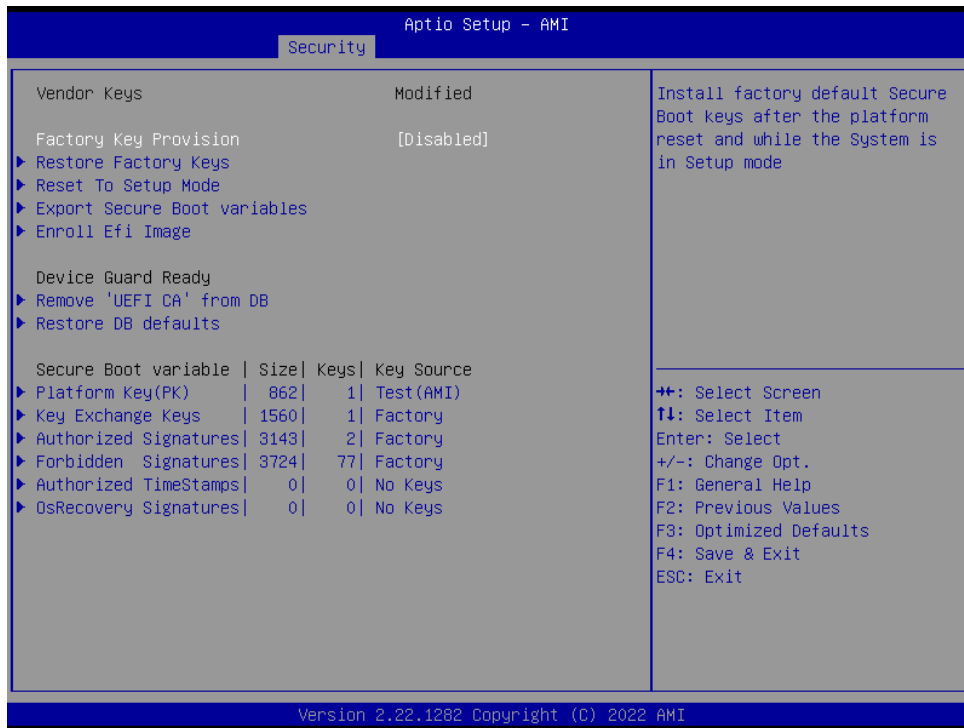 Aptio Setup – AMI
Security
Vendor Keys Modified
Factory Key Provision [Disabled]
Restore Factory Keys
Reset To Setup Mode
Export Secure Boot variables
Enroll Efi Image
Device Guard Ready
Remove 'UEFI CA' from DB
Restore DB defaults
Secure Boot variable | Size| Keys| Key Source
Platform Key(PK) | 862| 1| Test(AMI)
Key Exchange Keys | 1560| 1| Factory
Authorized Signatures| 3143| 2| Factory
Forbidden Signatures| 3724| 77| Factory
Authorized TimeStamps| 0| 0| No Keys
OsRecovery Signatures| 0| 0| No Keys
Install factory default Secure
Boot keys after the platform
reset and while the System is
in Setup mode
→←: Select Screen
↑↓: Select Item
Enter: Select
+/-: Change Opt.
F1: General Help
F2: Previous Values
F3: Optimized Defaults
F4: Save & Exit
ESC: Exit
Version 2.22.1282 Copyright (C) 2022 AMI